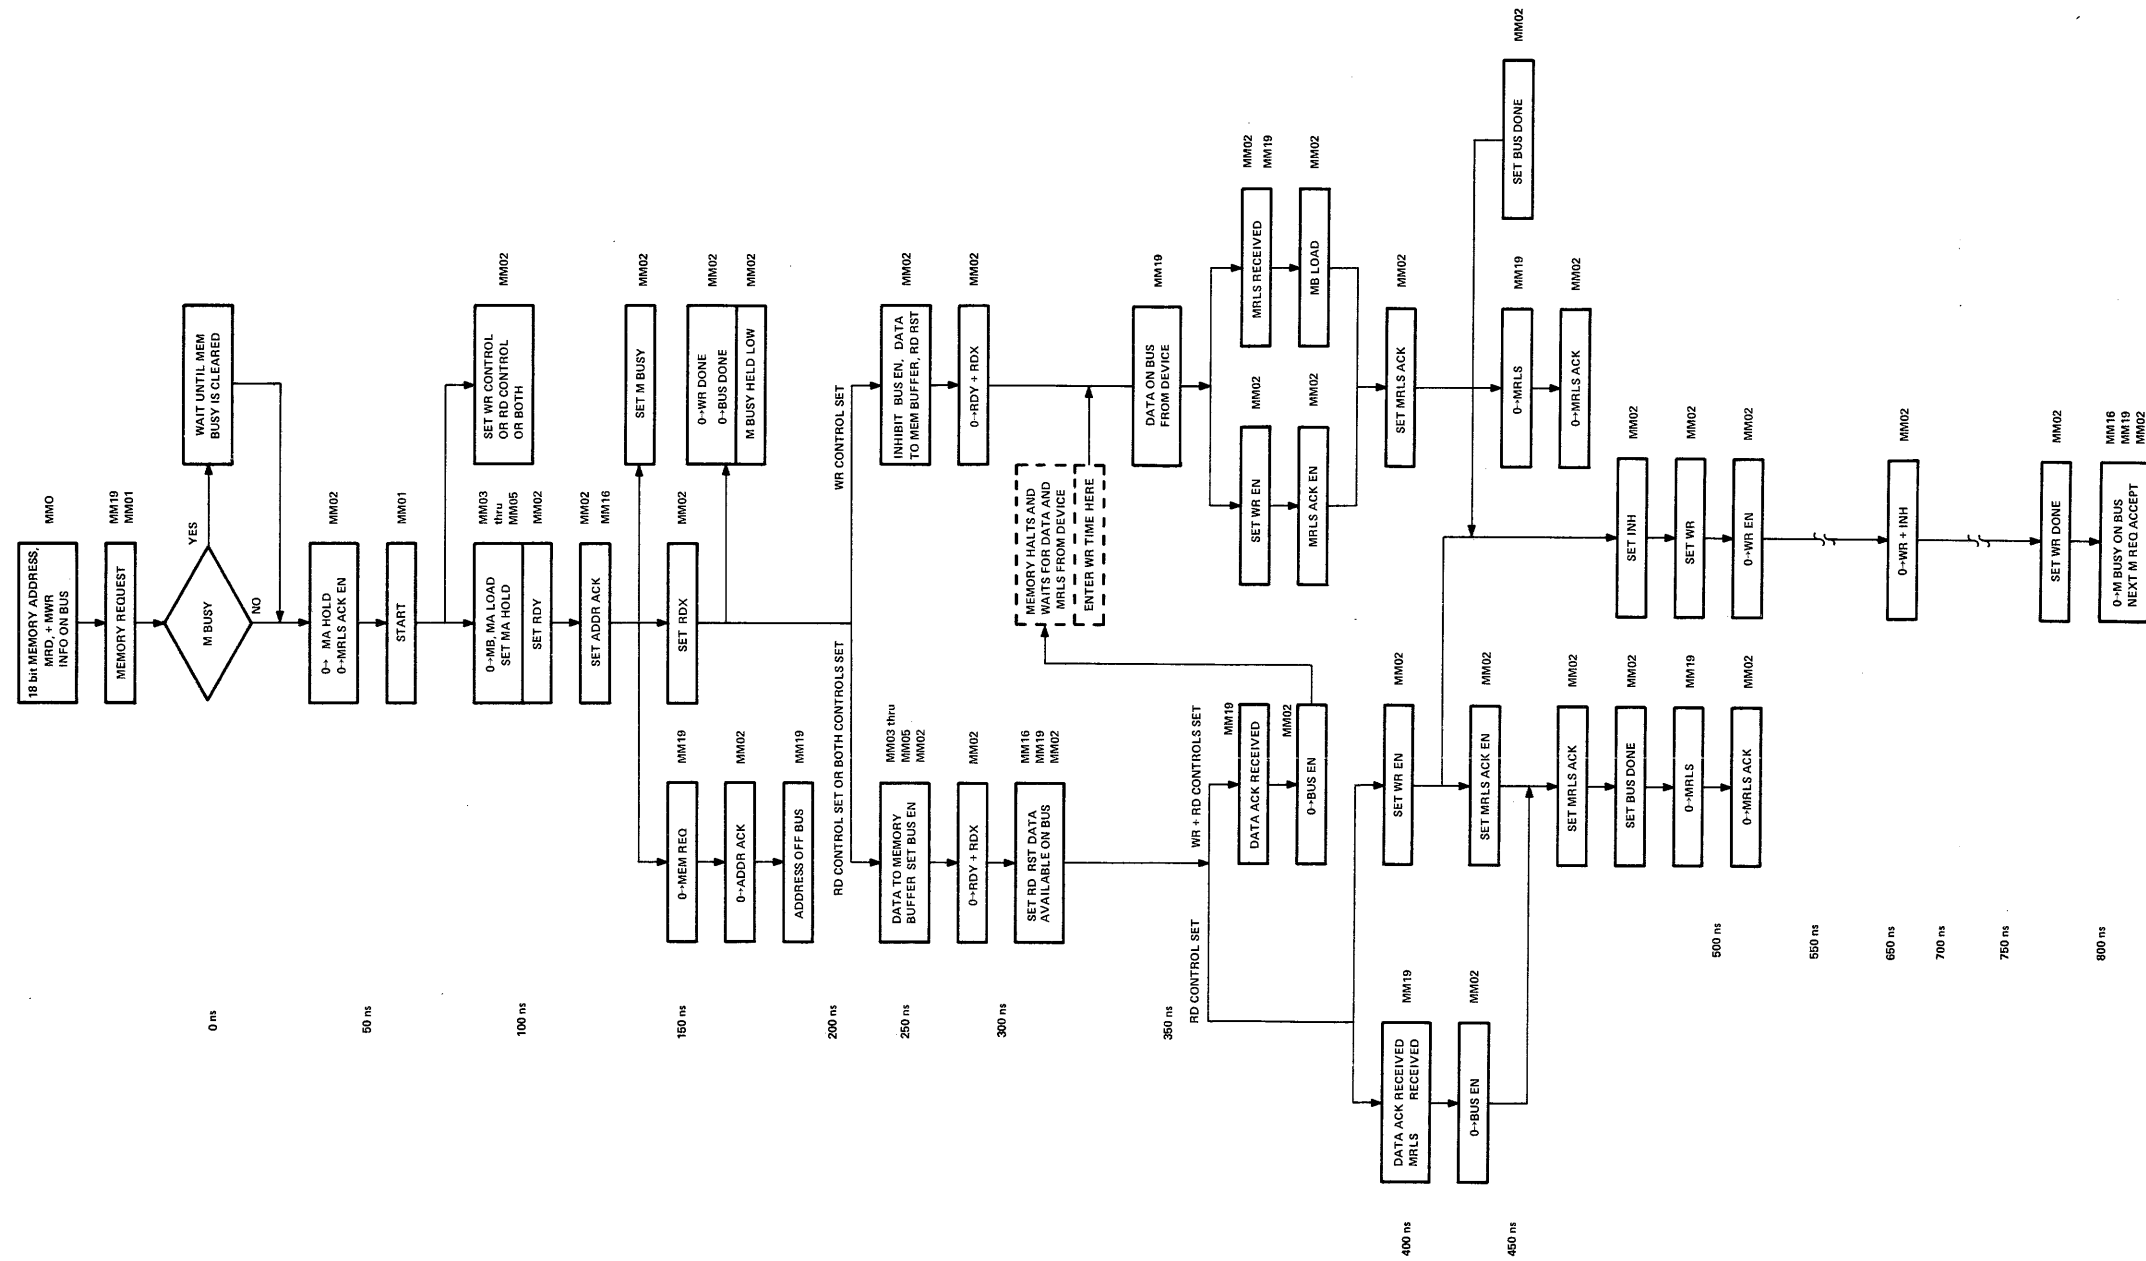 18 bit MEMORY ADDRESS,
MRD, + MWR
INFO ON BUS
MMO
MEMORY REQUEST
MM19
MM01
M BUSY
YES
NO
WAIT UNTIL MEM
BUSY IS CLEARED
0 ns
0→ MA HOLD
0→MRLS ACK EN
MM02
START
MM01
50 ns
0→MB, MA LOAD
SET MA HOLD
SET RDY
MM03
thru
MM05
MM02
SET WR CONTROL
OR RD CONTROL
OR BOTH
MM02
100 ns
SET ADDR ACK
MM02
MM16
SET M BUSY
MM02
SET RDX
MM02
0→MEM REQ
MM19
0→ADDR ACK
MM02
ADDRESS OFF BUS
MM19
150 ns
0→WR DONE
0→BUS DONE
MM02
M BUSY HELD LOW
MM02
200 ns
RD CONTROL SET OR BOTH CONTROLS SET
WR CONTROL SET
DATA TO MEMORY
BUFFER SET BUS EN
MM03 thru
MM05
MM02
INHIBIT BUS EN, DATA
TO MEM BUFFER, RD RST
MM02
250 ns
0→RDY + RDX
MM02
0→RDY + RDX
MM02
SET RD RST DATA
AVAILABLE ON BUS
MM16
MM19
MM02
300 ns
MEMORY HALTS AND
WAITS FOR DATA AND
MRLS FROM DEVICE
ENTER WR TIME HERE
DATA ON BUS
FROM DEVICE
MM19
350 ns
RD CONTROL SET
WR + RD CONTROLS SET
DATA ACK RECEIVED
MM19
0→BUS EN
MM02
SET WR EN
MM02
MRLS RECEIVED
MM02
MM19
MRLS ACK EN
MM02
MB LOAD
MM02
400 ns
DATA ACK RECEIVED
MRLS RECEIVED
MM19
SET WR EN
MM02
SET MRLS ACK
MM02
0→BUS EN
MM02
SET MRLS ACK EN
MM02
450 ns
0→MRLS
MM19
SET BUS DONE
MM02
SET MRLS ACK
MM02
0→MRLS ACK
MM02
SET BUS DONE
MM02
SET INH
MM02
0→MRLS
MM19
SET WR
MM02
500 ns
0→MRLS ACK
MM02
0→WR EN
MM02
550 ns
0→WR + INH
MM02
650 ns
700 ns
750 ns
SET WR DONE
MM02
800 ns
0→M BUSY ON BUS
NEXT M REQ ACCEPT
MM16
MM19
MM02